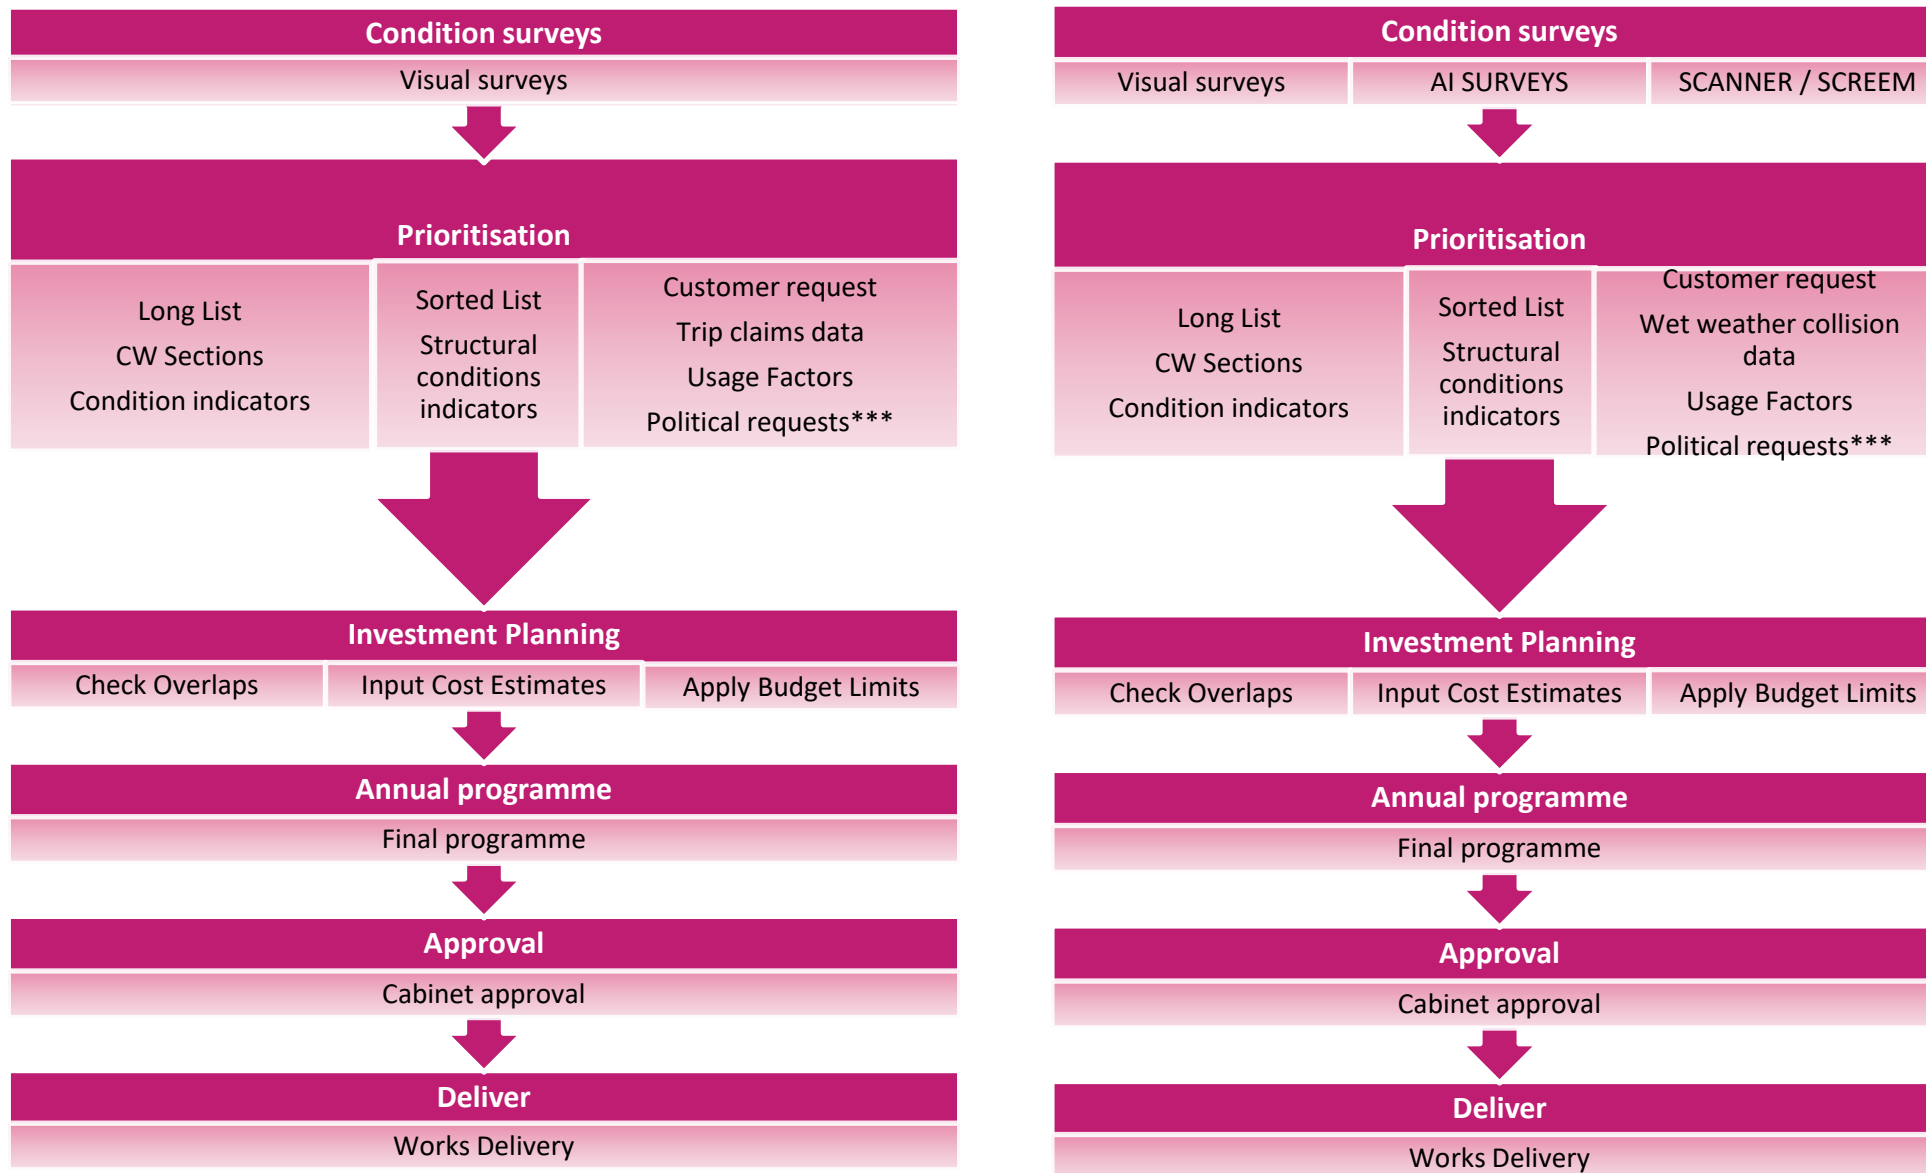 Condition surveys
Visual surveys
Prioritisation
Long List
CW Sections
Condition indicators
Sorted List
Structural
conditions
indicators
Customer request
Trip claims data
Usage Factors
Political requests***
Investment Planning
Check Overlaps
Input Cost Estimates
Apply Budget Limits
Annual programme
Final programme
Approval
Cabinet approval
Deliver
Works Delivery
Condition surveys
Visual surveys
AI SURVEYS
SCANNER / SCREEM
Prioritisation
Long List
CW Sections
Condition indicators
Sorted List
Structural
conditions
indicators
Customer request
Wet weather collision
data
Usage Factors
Political requests***
Investment Planning
Check Overlaps
Input Cost Estimates
Apply Budget Limits
Annual programme
Final programme
Approval
Cabinet approval
Deliver
Works Delivery